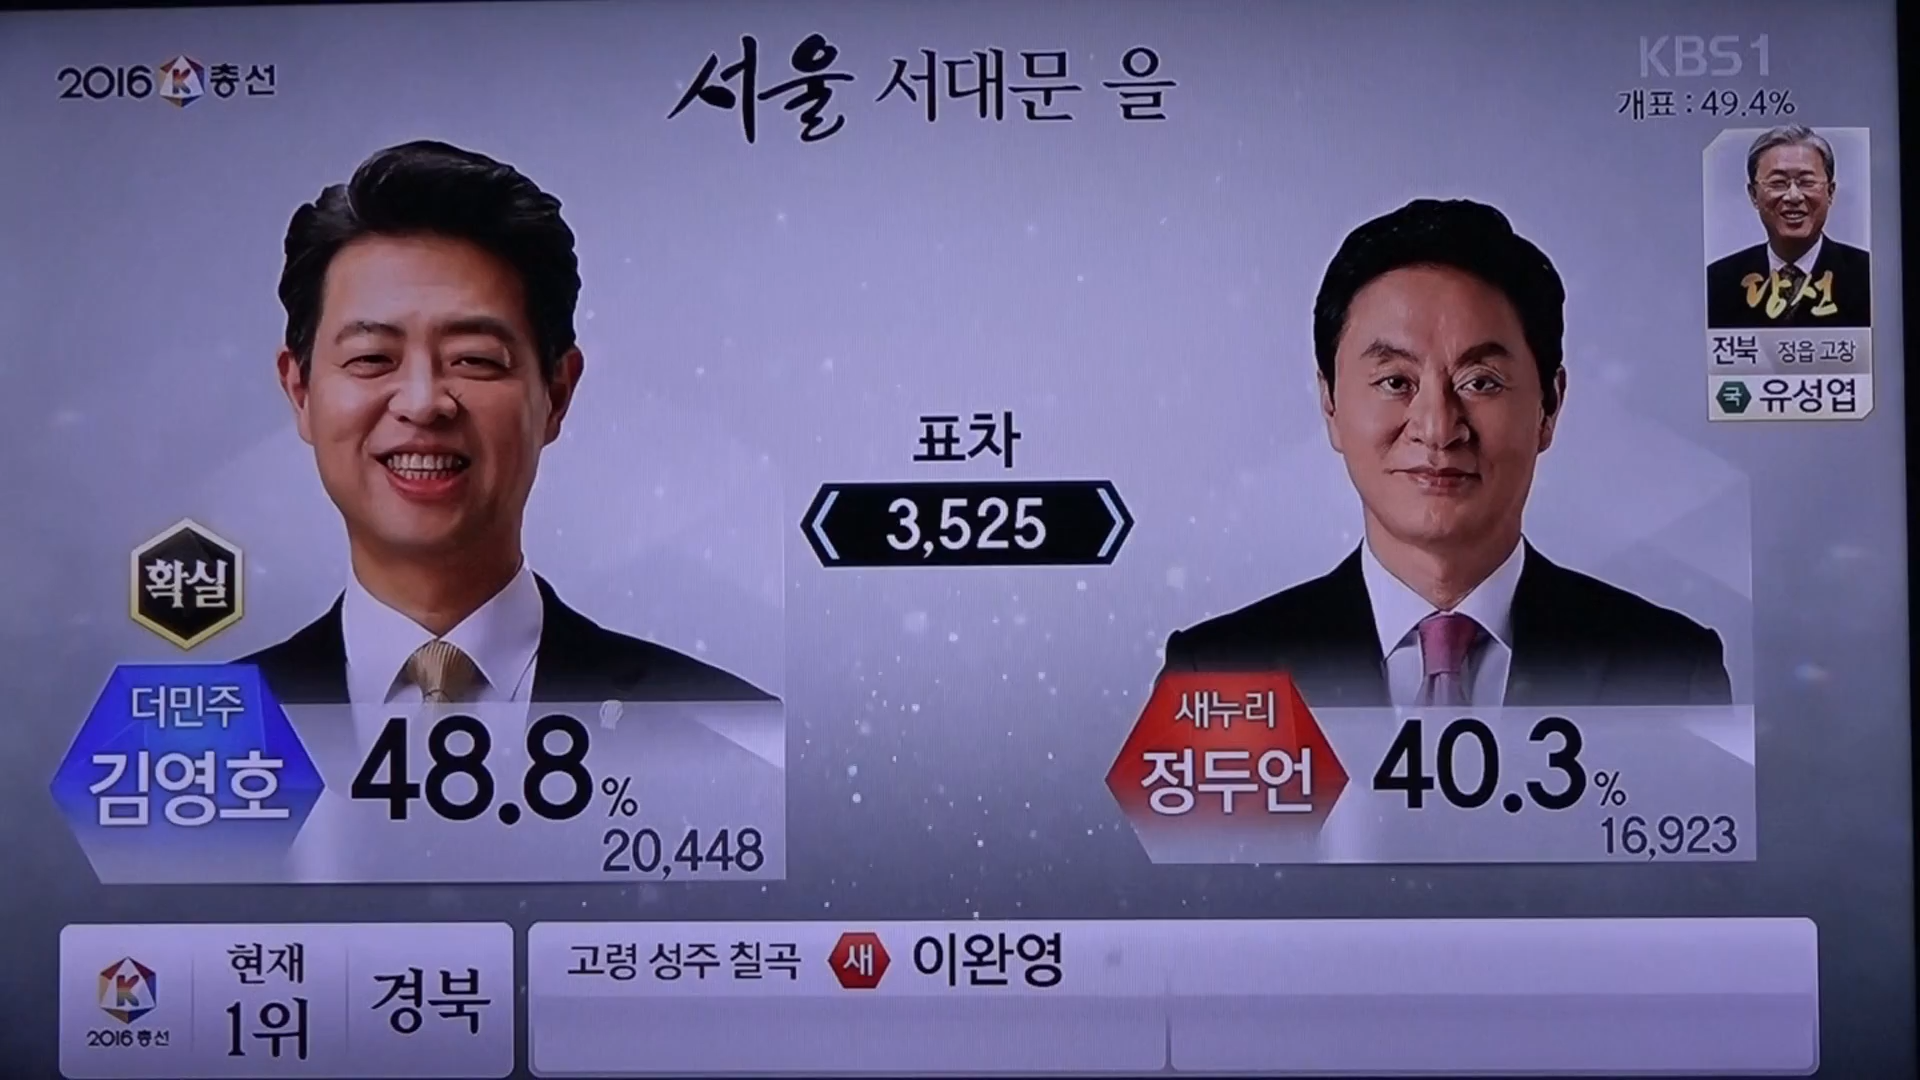 2016 K 총선
서울 서대문 을
KBS1
개표 : 49.4%
당선
전북 정읍 고창
국 유성엽
표차
3,525
확실
더민주
김영호
48.8%
20,448
새누리
정두언
40.3%
16,923
K
2016 총선
현재
1위
경북
고령 성주 칠곡 새 이완영